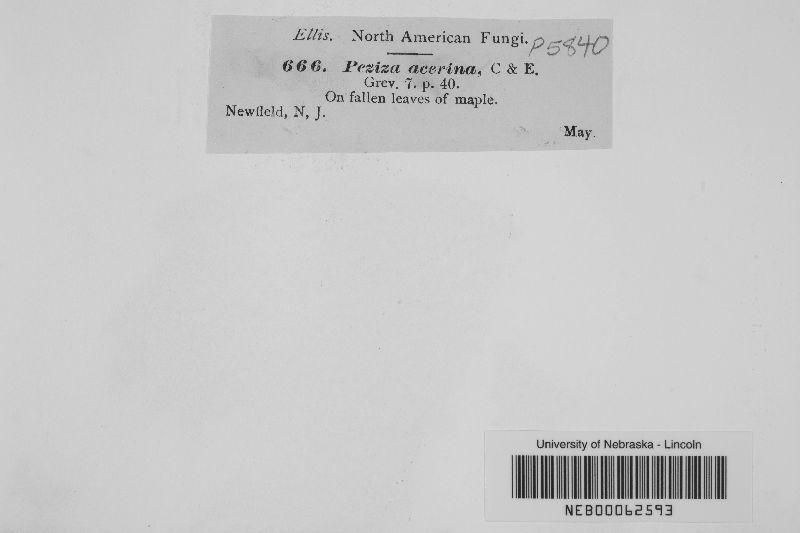 Ellis. North American Fungi. P5840
666. Peziza acerina, C & E.
Grev. 7. p. 40.
On fallen leaves of maple.
Newfield, N, J.
May.
University of Nebraska - Lincoln
NEB00062593